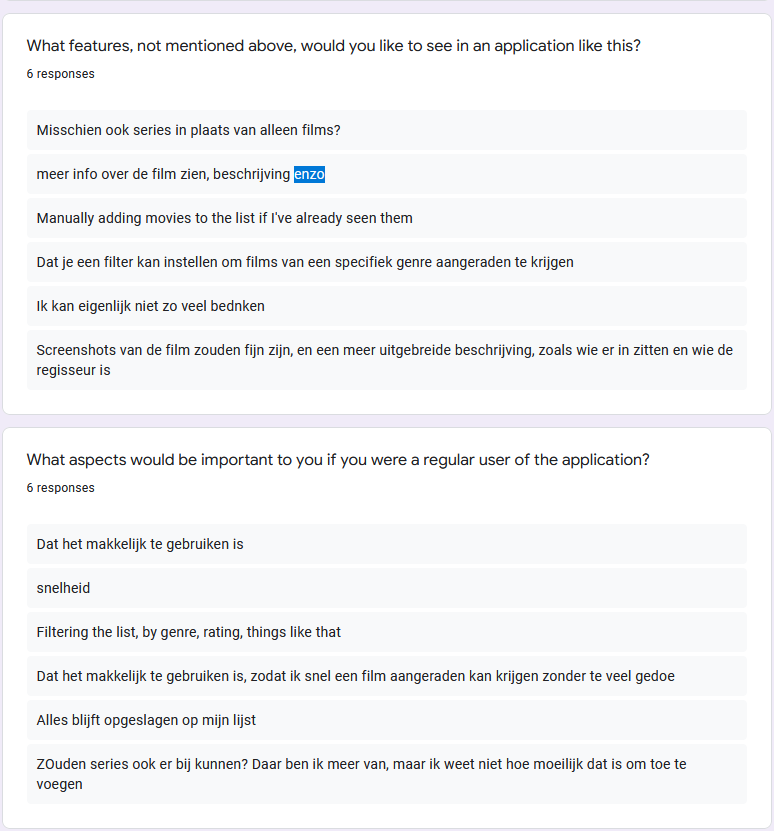 What features, not mentioned above, would you like to see in an application like this?
6 responses
Misschien ook series in plaats van alleen films?
meer info over de film zien, beschrijving enzo
Manually adding movies to the list if I've already seen them
Dat je een filter kan instellen om films van een specifiek genre aangeraden te krijgen
Ik kan eigenlijk niet zo veel bednken
Screenshots van de film zouden fijn zijn, en een meer uitgebreide beschrijving, zoals wie er in zitten en wie de
regisseur is
What aspects would be important to you if you were a regular user of the application?
6 responses
Dat het makkelijk te gebruiken is
snelheid
Filtering the list, by genre, rating, things like that
Dat het makkelijk te gebruiken is, zodat ik snel een film aangeraden kan krijgen zonder te veel gedoe
Alles blijft opgeslagen op mijn lijst
ZOuden series ook er bij kunnen? Daar ben ik meer van, maar ik weet niet hoe moeilijk dat is om toe te
voegen